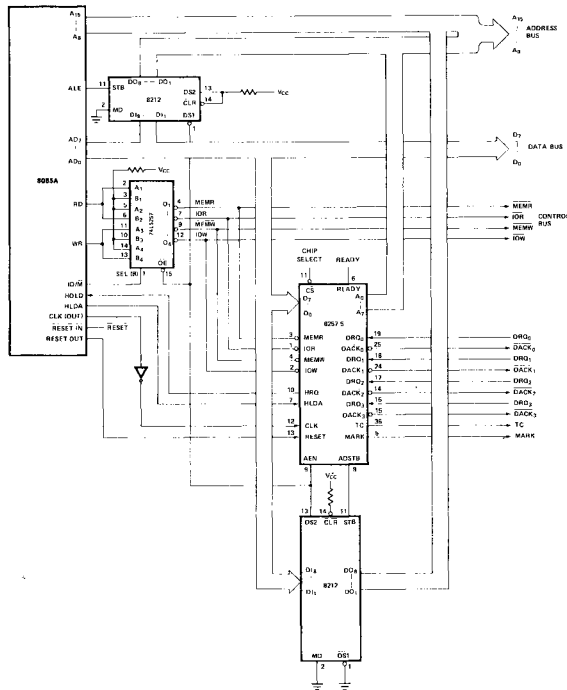 A15
A8
A15
ADDRESS BUS
A0
ALE
11
STB
DO8
DO1
DS2
13
VCC
2
MD
8212
CLR
14
DI8
DI1
DS1
1
AD7
AD0
D7
DATA BUS
D0
8085A
VCC
2
A1
3
B1
5
A2
6
B2
11
A3
10
B3
14
A4
13
B4
74LS257
O1
4
MEMR
7
IOR
9
MEMW
O4
12
IOW
OE
SEL (B)
1
15
RD
WR
MEMR
IOR
CONTROL BUS
MEMW
IOW
CHIP SELECT
READY
11
6
IO/M
HOLD
HLDA
CLK (OUT)
RESET IN
RESET
RESET OUT
D7
D0
CS
READY
A0
A7
8257 5
3
MEMR
1
IOR
4
MEMW
2
IOW
10
HRQ
7
HLDA
12
CLK
13
RESET
AEN
ADSTB
9
8
DRQ0
19
DRQ0
DACK0
25
DACK0
DRQ1
18
DRQ1
DACK1
24
DACK1
DRQ2
17
DRQ2
DACK2
14
DACK2
DRQ3
16
DRQ3
DACK3
15
DACK3
TC
36
TC
MARK
5
MARK
VCC
13
14
11
DS2
CLR
STB
DI8
DI1
8212
DO8
DO1
MD
DS1
2
1